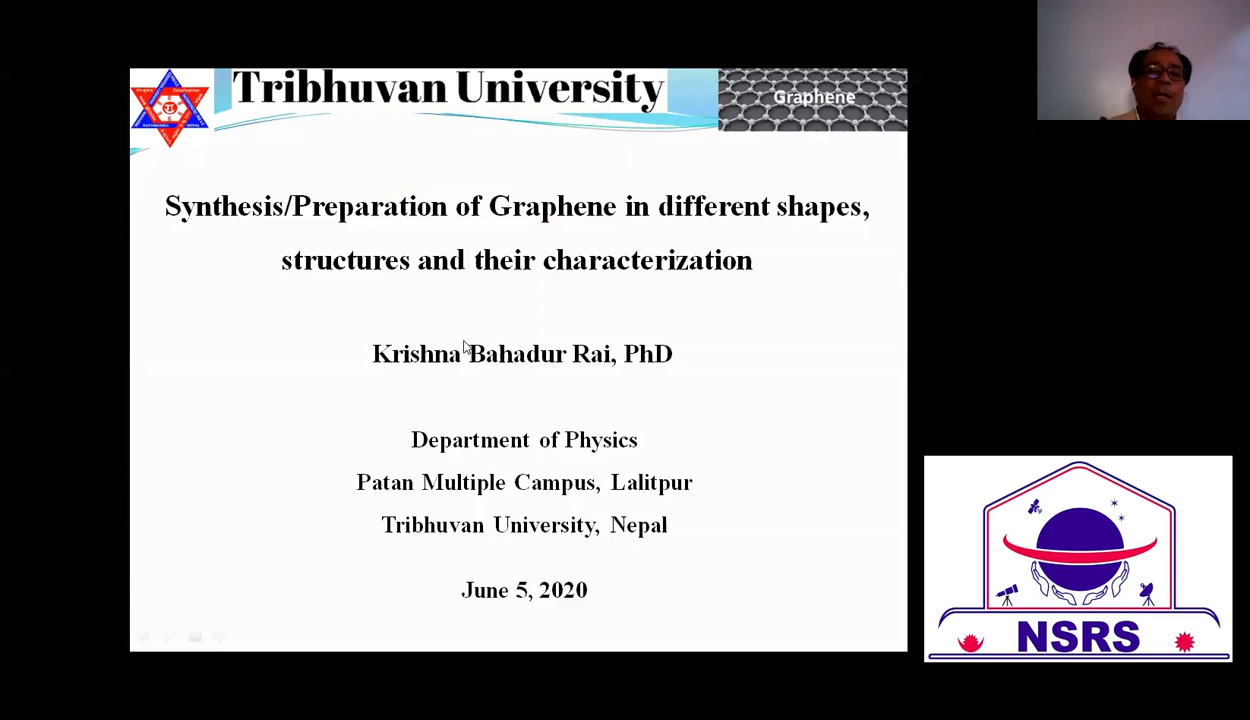 Tribhuvan University
Graphene
Synthesis/Preparation of Graphene in different shapes,
structures and their characterization
Krishna Bahadur Rai, PhD
Department of Physics
Patan Multiple Campus, Lalitpur
Tribhuvan University, Nepal
June 5, 2020
NSRS